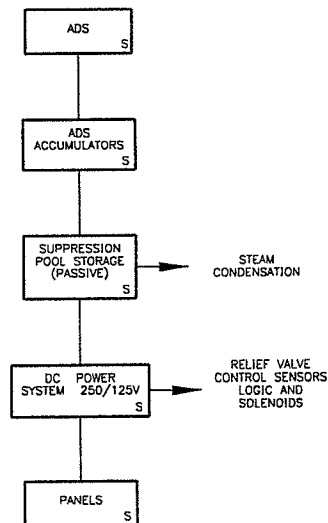 ADS
S
ADS
ACCUMULATORS
S
SUPPRESSION
POOL STORAGE
(PASSIVE)
S
STEAM
CONDENSATION
DC POWER
SYSTEM 250/125V
S
RELIEF VALVE
CONTROL SENSORS
LOGIC AND
SOLENOIDS
PANELS
S